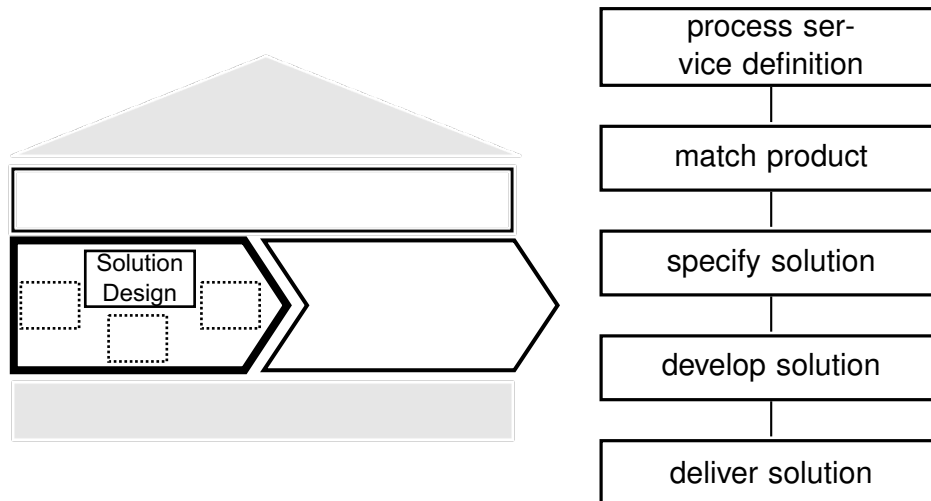 Solution
Design
process ser-
vice definition
match product
specify solution
develop solution
deliver solution